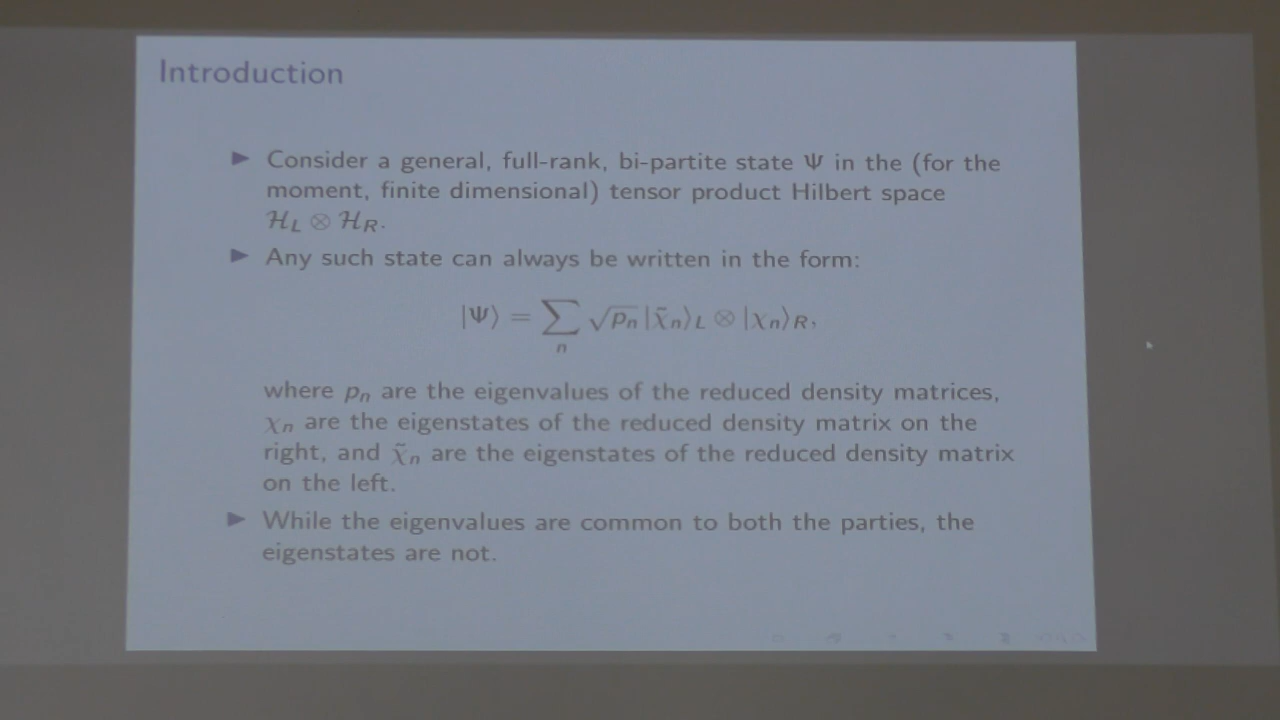 Introduction
▶ Consider a general, full-rank, bi-partite state Ψ in the (for the
moment, finite dimensional) tensor product Hilbert space
ℋ_L ⊗ ℋ_R.
▶ Any such state can always be written in the form:
|Ψ⟩ = ∑_n √p_n |χ̃_n⟩_L ⊗ |χ_n⟩_R,
where p_n are the eigenvalues of the reduced density matrices,
χ_n are the eigenstates of the reduced density matrix on the
right, and χ̃_n are the eigenstates of the reduced density matrix
on the left.
▶ While the eigenvalues are common to both the parties, the
eigenstates are not.